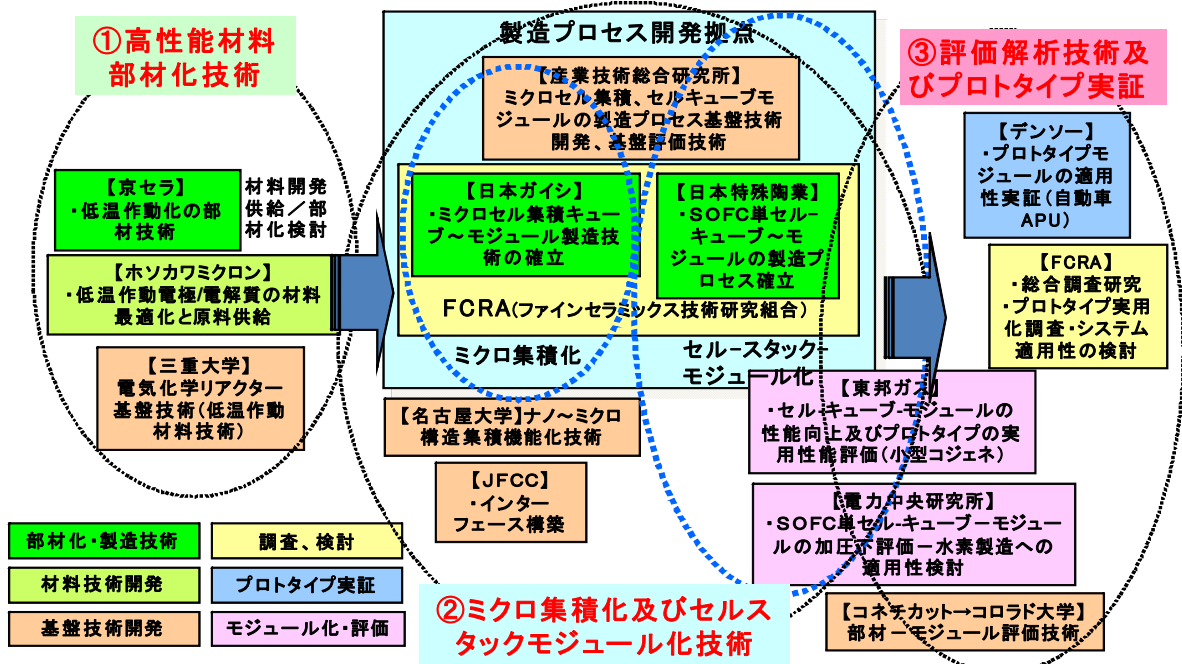 ①高性能材料
部材化技術
製造プロセス開発拠点
③評価解析技術及
びプロトタイプ実証
【産業技術総合研究所】
ミクロセル集積、セルキューブモ
ジュールの製造プロセス基盤技術
開発、基盤評価技術
【京セラ】
・低温作動化の部
材技術
材料開発
供給／部
材化検討
【ホソカワミクロン】
・低温作動電極/電解質の材料
最適化と原料供給
【三重大学】
電気化学リアクター
基盤技術(低温作動
材料技術)
【日本ガイシ】
・ミクロセル集積キュー
ブ～モジュール製造技
術の確立
【日本特殊陶業】
・SOFC単セル-
キューブ～モ
ジュールの製造プ
ロセス確立
FCRA(ファインセラミックス技術研究組合)
ミクロ集積化
セル-スタック-
モジュール化
【名古屋大学】ナノ～ミクロ
構造集積機能化技術
【JFCC】
・インター
フェース構築
【デンソー】
・プロトタイプモ
ジュールの適用
性実証(自動車
APU)
【FCRA】
・総合調査研究
・プロトタイプ実用
化調査・システム
適用性の検討
【東邦ガス】
・セル-キューブ-モジュールの
性能向上及びプロトタイプの実
用性能評価(小型コジェネ)
【電力中央研究所】
・SOFC単セル-キューブ－モジュー
ルの加圧下評価－水素製造への
適用性検討
【コネチカット→コロラド大学】
部材－モジュール評価技術
②ミクロ集積化及びセルス
タックモジュール化技術
部材化・製造技術
調査、検討
材料技術開発
プロトタイプ実証
基盤技術開発
モジュール化・評価